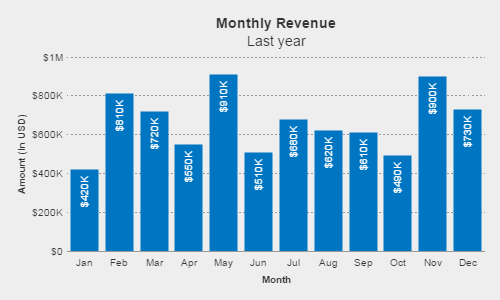 Monthly Revenue
Last year
Amount (In USD)
$1M
$800K
$600K
$400K
$200K
$0
$420K
$810K
$720K
$550K
$910K
$510K
$680K
$620K
$610K
$490K
$900K
$730K
Jan Feb Mar Apr May Jun Jul Aug Sep Oct Nov Dec
Month